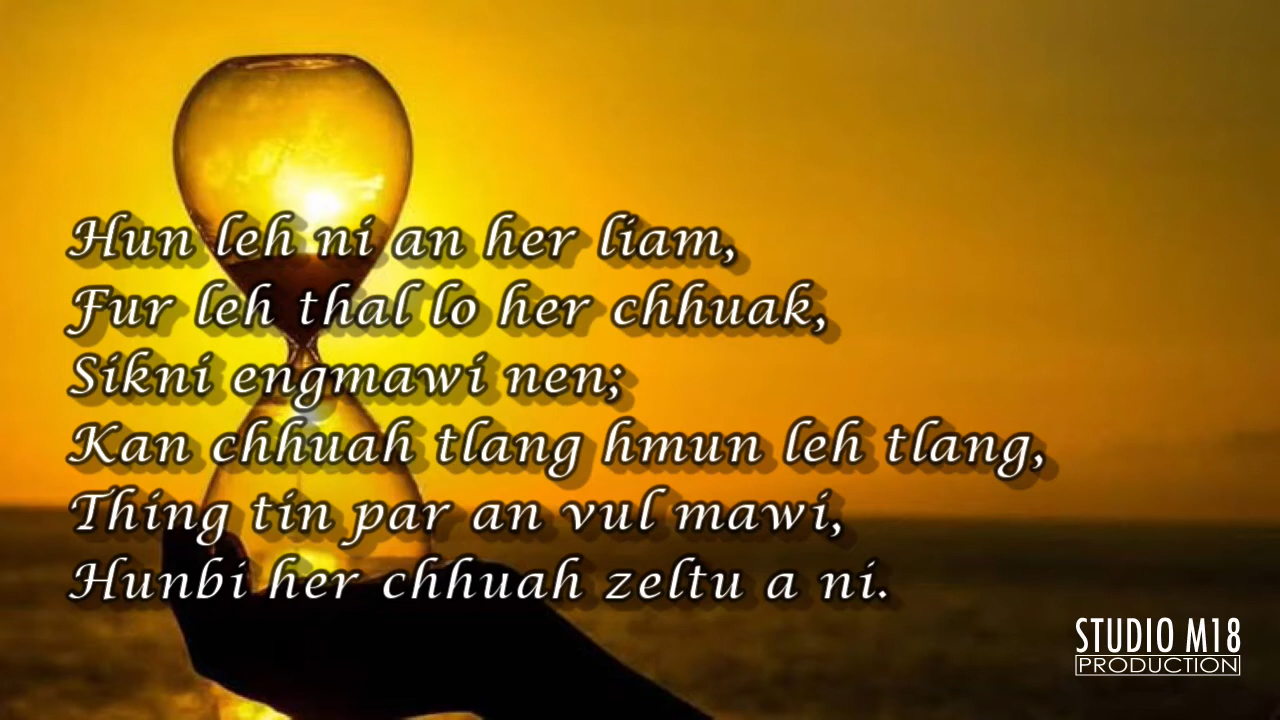 Hun leh ni an her liam,
Fur leh thal lo her chhuak,
Sikni engmawi nen;
Kan chhuah tlang hmun leh tlang,
Thing tin par an vul mawi,
Hunbi her chhuah zeltu a ni.
STUDIO M18
PRODUCTION